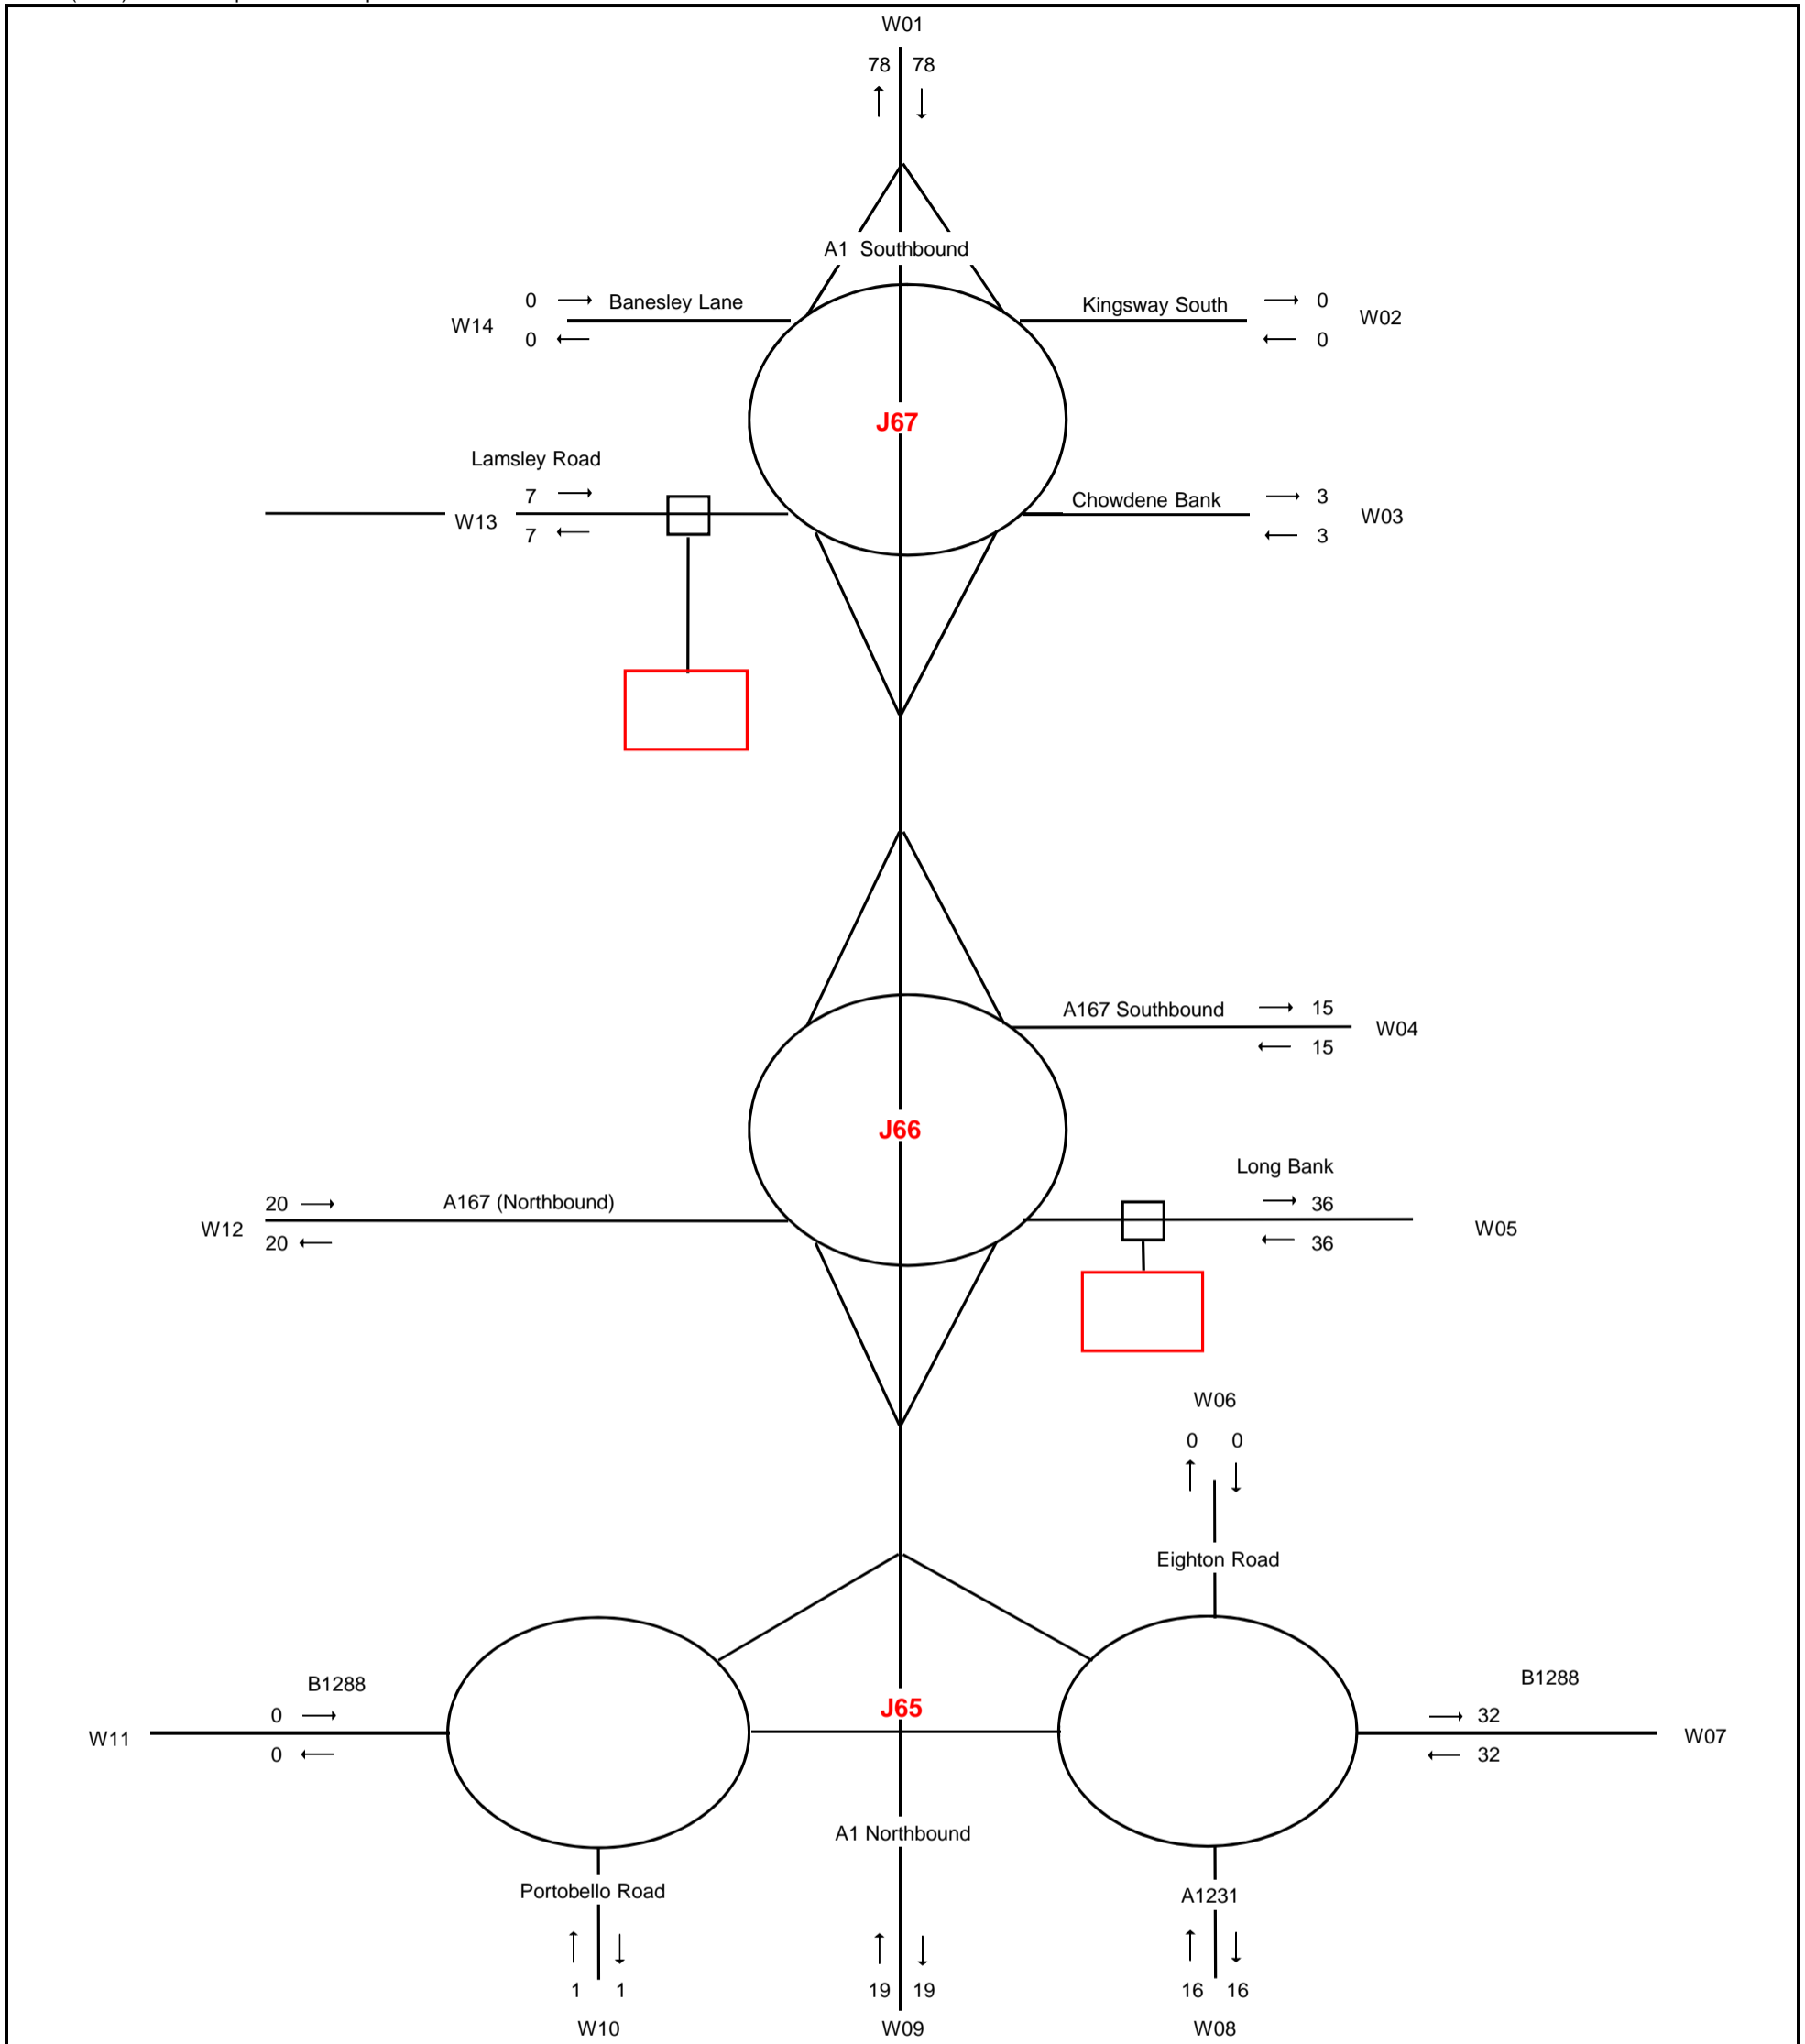 W01
78 78
A1 Southbound
0 Banesley Lane
Kingsway South 0
W14
W02
0
0
J67
Lamsley Road
7
Chowdene Bank 3
W13
W03
7
3
A167 Southbound 15
W04
15
J66
Long Bank
20 A167 (Northbound)
36
W12
W05
20
36
W06
0 0
Eighton Road
B1288
B1288
0
J65
32
W11
W07
0
32
A1 Northbound
Portobello Road
A1231
1 1
19 19
16 16
W10
W09
W08